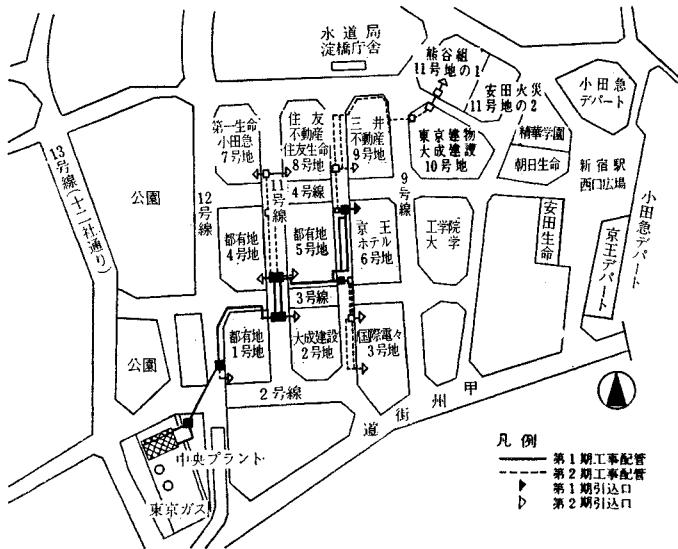 水道局
淀橋庁舎
熊谷組
11号地の1
安田火災
11号地の2
小田急
デパート
第一生命
小田急
7号地
住友
不動産
住友生命
8号地
三井
不動産
9号地
東京建物
大成建設
10号地
精華学園
朝日生命
新宿駅
西口広場
13号線(十二社通り)
公園
12号線
11号線
4号線
9号線
都有地
4号地
都有地
5号地
京王
ホテル
6号地
工学院
大学
安田生命
京王デパート
小田急デパート
3号線
公園
都有地
1号地
大成建設
2号地
国際電々
3号地
2号線
甲州街道
中央プラント
東京ガス
凡例
第1期工事配管
第2期工事配管
第1期引込口
第2期引込口